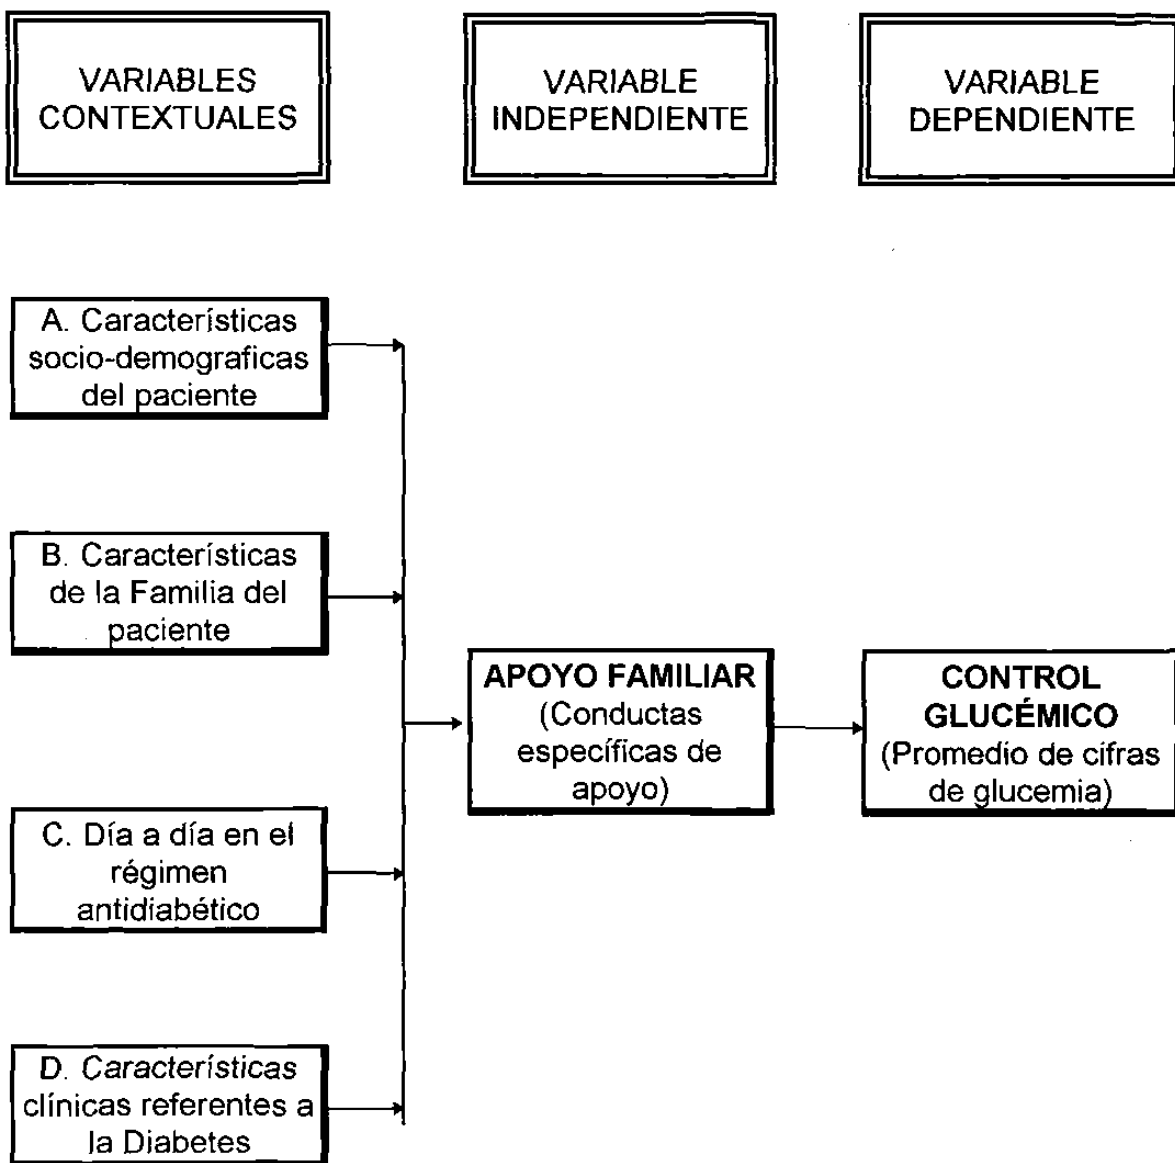 VARIABLES
CONTEXTUALES
VARIABLE
INDEPENDIENTE
VARIABLE
DEPENDIENTE
A. Características
socio-demograficas
del paciente
B. Características
de la Familia del
paciente
C. Día a día en el
régimen
antidiabético
D. Características
clínicas referentes a
la Diabetes
APOYO FAMILIAR
(Conductas
específicas de
apoyo)
CONTROL
GLUCÉMICO
(Promedio de cifras
de glucemia)